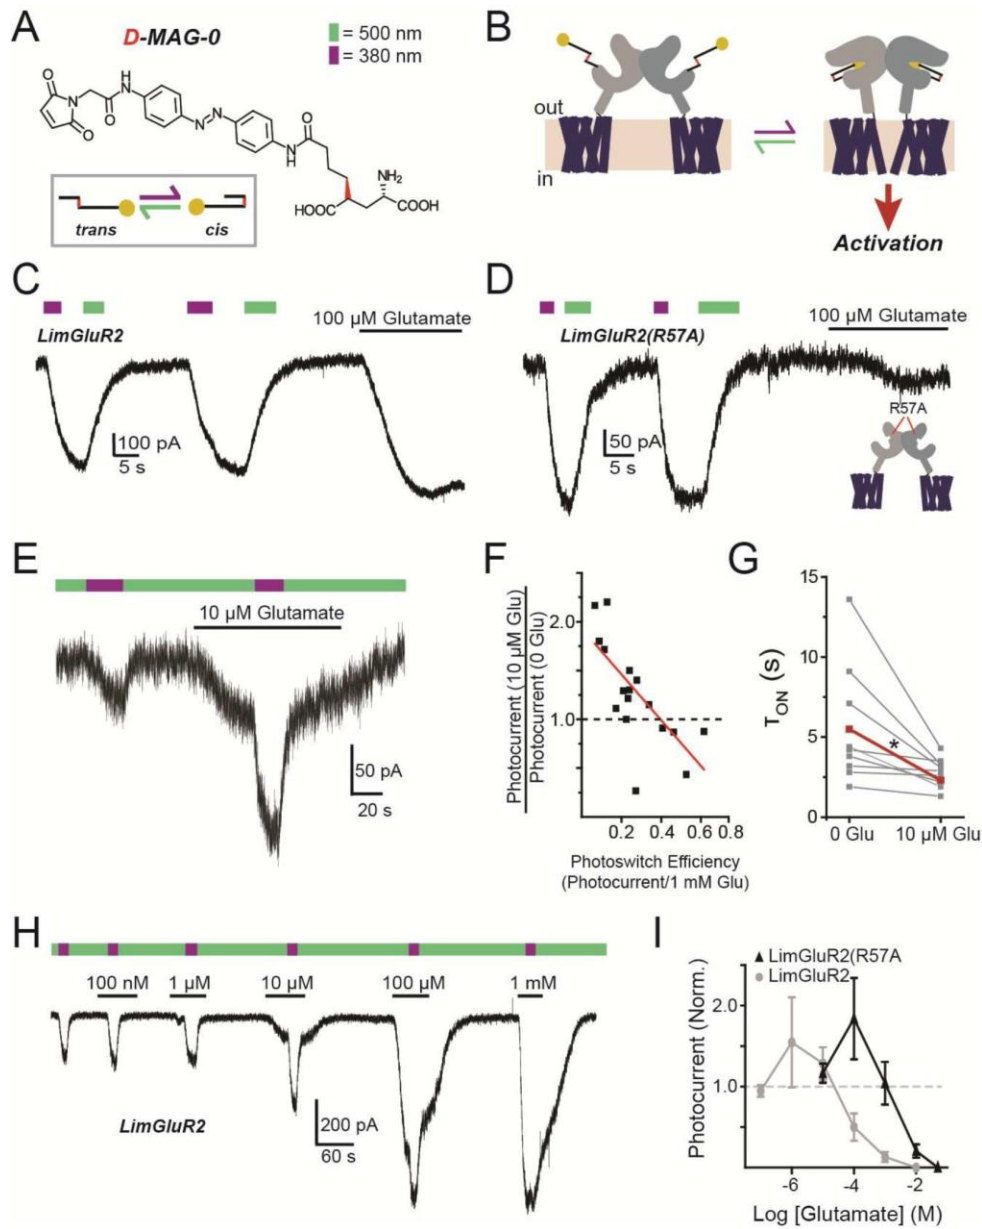 A
D-MAG-0
= 500 nm
= 380 nm
O
N
O
H
N
O
N
N
O
N
H
NH₂
HOOC
COOH
trans
cis
B
out
in
Activation
C
LimGluR2
100 µM Glutamate
100 pA
5 s
D
LimGluR2(R57A)
100 µM Glutamate
50 pA
5 s
R57A
E
10 µM Glutamate
50 pA
20 s
F
Photocurrent (10 µM Glu)
Photocurrent (0 Glu)
2.0
1.0
0.2 0.4 0.6 0.8
Photoswitch Efficiency
(Photocurrent/1 mM Glu)
G
τON (s)
15
10
5
0
*
0 Glu 10 µM Glu
H
100 nM 1 µM 10 µM 100 µM 1 mM
LimGluR2
200 pA
60 s
I
LimGluR2(R57A
LimGluR2
Photocurrent (Norm.)
2.0
1.0
-6 -4 -2
Log [Glutamate] (M)